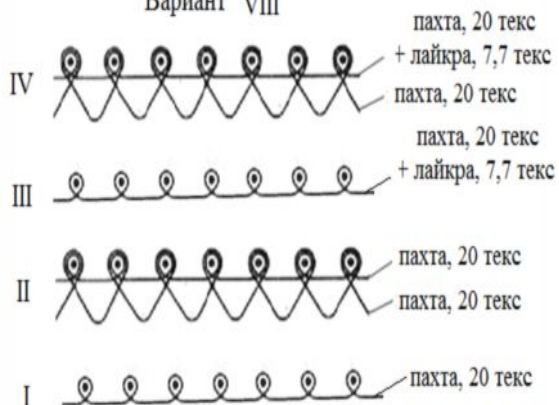 Вариант VIII
пахта, 20 текс
+ лайкра, 7,7 текс
IV
пахта, 20 текс
пахта, 20 текс
+ лайкра, 7,7 текс
III
пахта, 20 текс
II
пахта, 20 текс
пахта, 20 текс
I